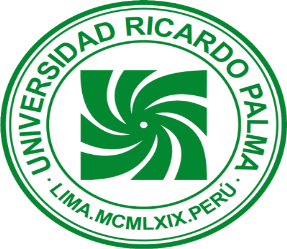 UNIVERSIDAD RICARDO PALMA
· LIMA.MCMLXIX.PERÚ ·